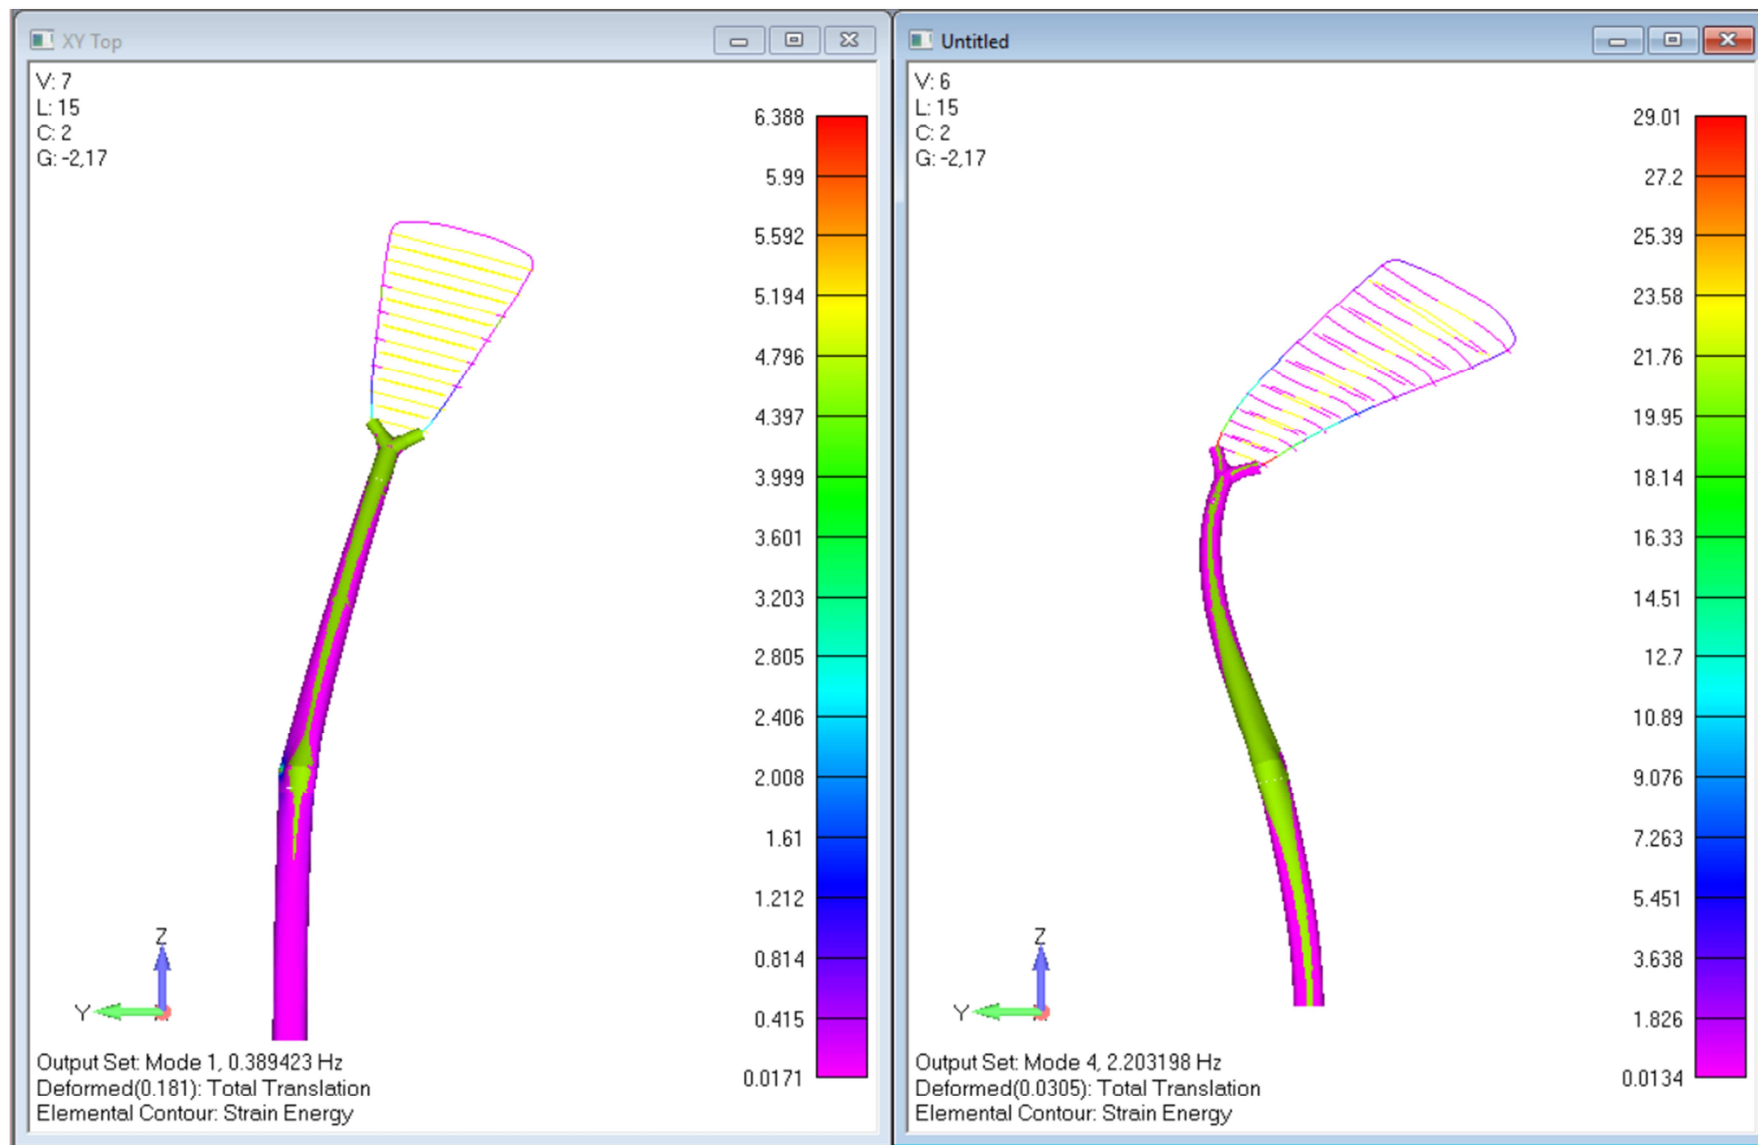 XY Top
V: 7
L: 15
C: 2
G: -2,17
6.388
5.99
5.592
5.194
4.796
4.397
3.999
3.601
3.203
2.805
2.406
2.008
1.61
1.212
0.814
0.415
0.0171
Z
Y
Output Set: Mode 1, 0.389423 Hz
Deformed(0.181): Total Translation
Elemental Contour: Strain Energy
Untitled
V: 6
L: 15
C: 2
G: -2,17
29.01
27.2
25.39
23.58
21.76
19.95
18.14
16.33
14.51
12.7
10.89
9.076
7.263
5.451
3.638
1.826
0.0134
Z
Y
Output Set: Mode 4, 2.203198 Hz
Deformed(0.0305): Total Translation
Elemental Contour: Strain Energy